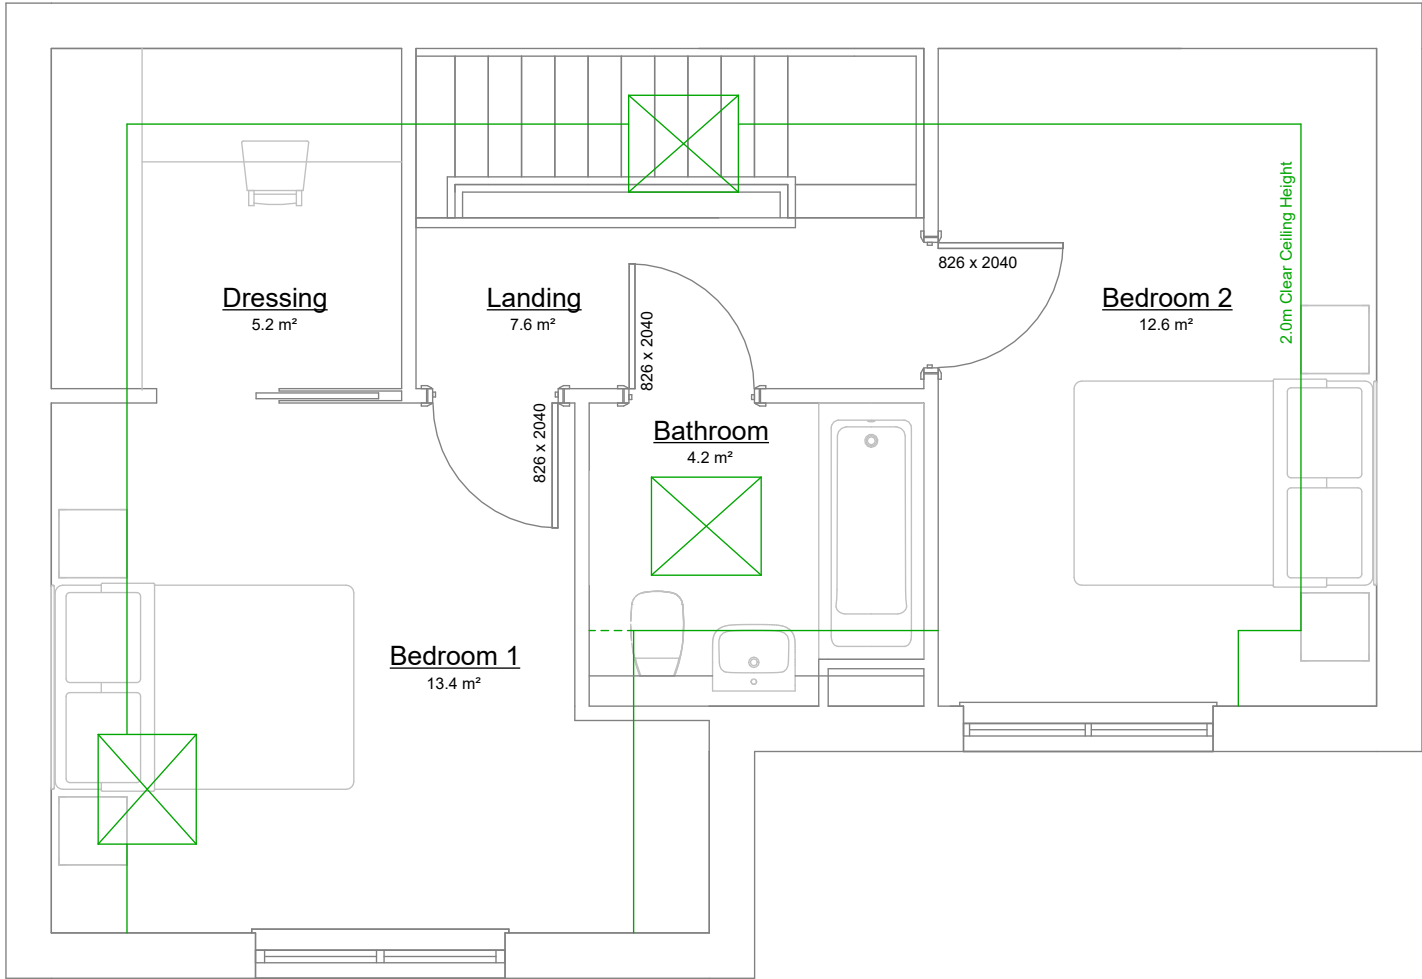 826 x 2040
Dressing
5.2 m²
Landing
7.6 m²
826 x 2040
Bedroom 2
12.6 m²
2.0m Clear Ceiling Height
826 x 2040
Bathroom
4.2 m²
Bedroom 1
13.4 m²